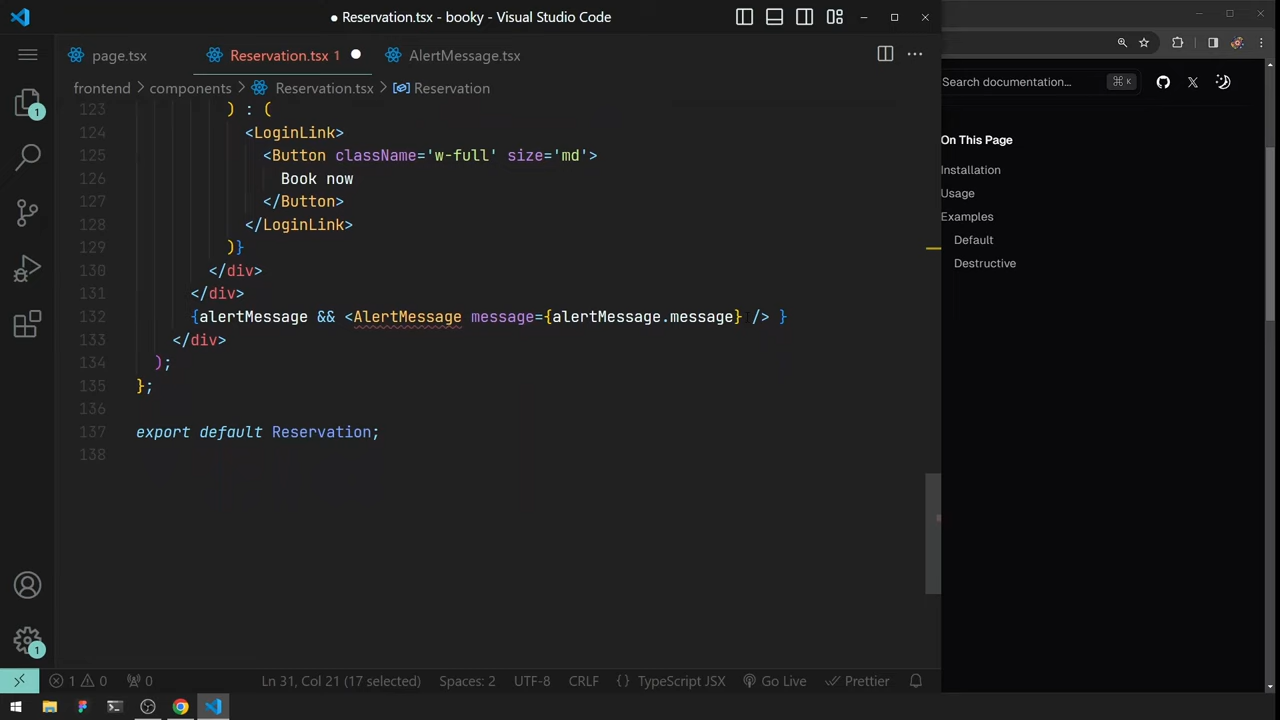 Reservation.tsx - booky - Visual Studio Code
page.tsx
Reservation.tsx 1
AlertMessage.tsx
frontend > components > Reservation.tsx > Reservation
123 ) : (
124 <LoginLink>
125 <Button className='w-full' size='md'>
126 Book now
127 </Button>
128 </LoginLink>
129 )}
130 </div>
131 </div>
132 {alertMessage && <AlertMessage message={alertMessage.message} /> }
133 </div>
134 );
135 };
136
137 export default Reservation;
138
1
1
1 0
0
Ln 31, Col 21 (17 selected)
Spaces: 2
UTF-8
CRLF
{} TypeScript JSX
Go Live
Prettier
Search documentation...
⌘ K
On This Page
Installation
Usage
Examples
Default
Destructive